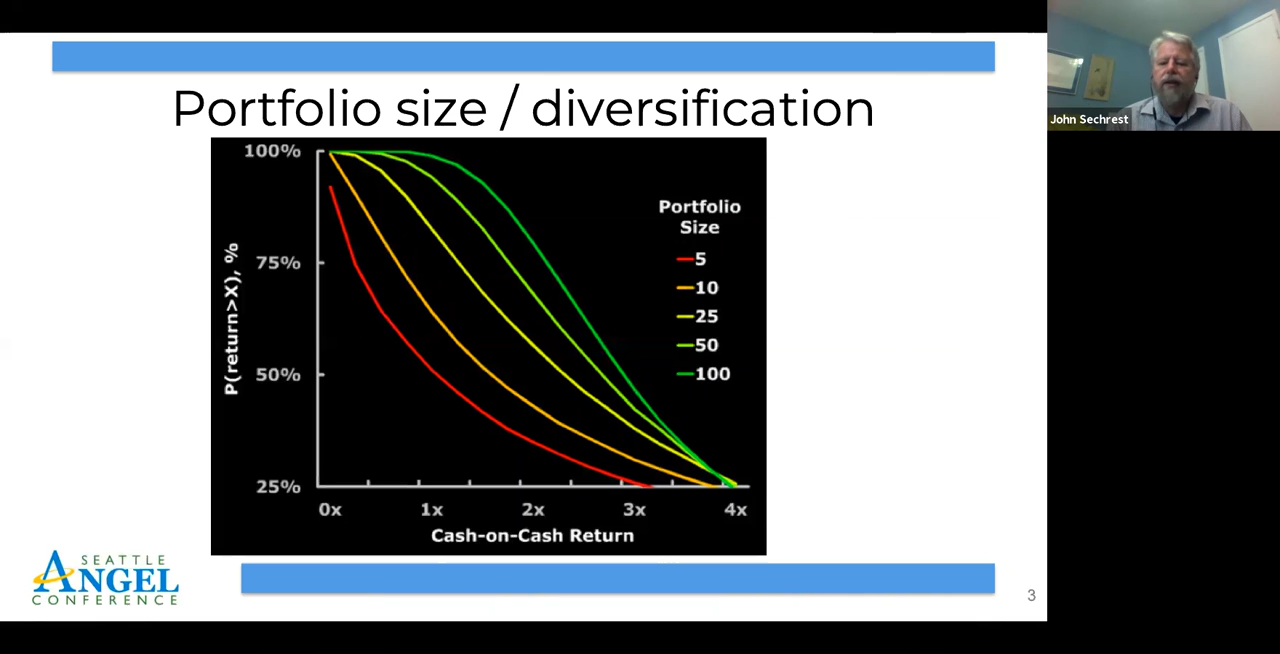 Portfolio size / diversification
100%
75%
50%
25%
P(return>X), %
Portfolio
Size
5
10
25
50
100
0x 1x 2x 3x 4x
Cash-on-Cash Return
SEATTLE
ANGEL
CONFERENCE
3
John Sechrest